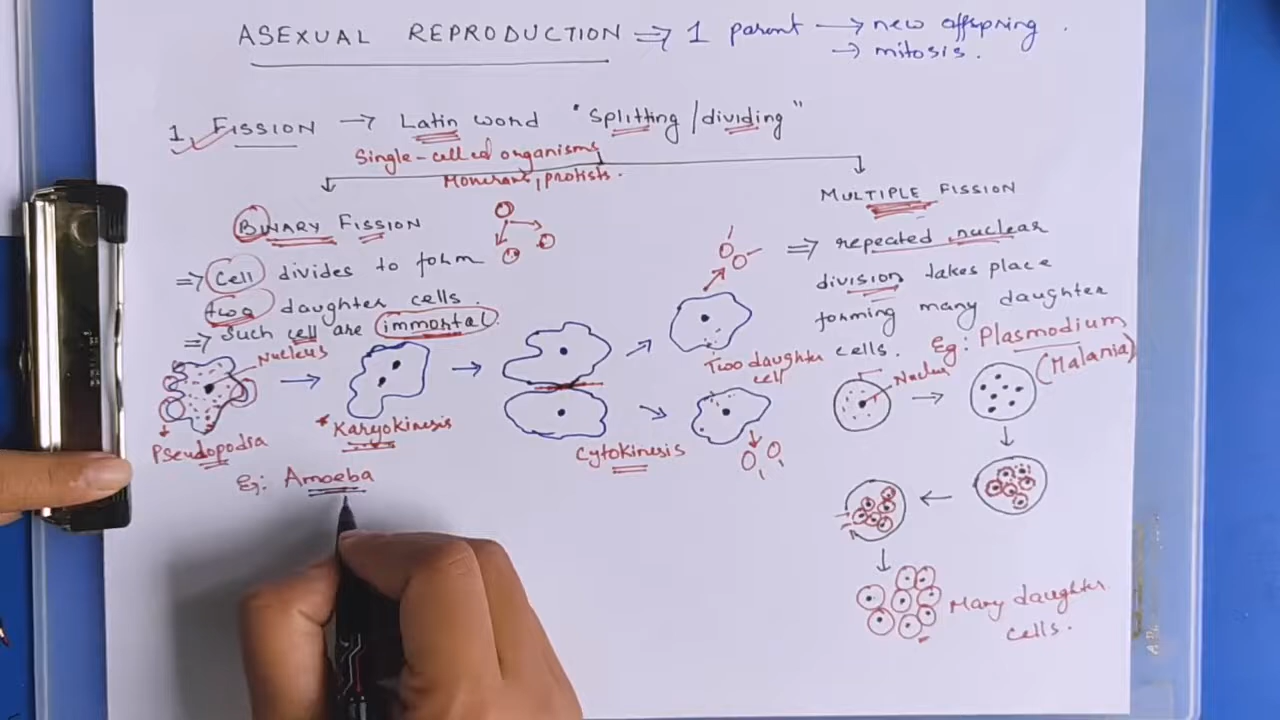 ASEXUAL REPRODUCTION ⇒ 1 parent → new offspring.
→ mitosis.
1. FISSION → Latin word "Splitting/dividing"
Single-celled organisms
Monerans, protists.
BINARY FISSION
⇒ Cell divides to form
two daughter cells.
⇒ Such cell are immortal.
Nucleus
Pseudopodia
* Karyokinesis
Cytokinesis
Two daughter
cell
Eg: Amoeba
MULTIPLE FISSION
⇒ repeated nuclear
division takes place
forming many daughter
cells. Eg: Plasmodium
(Malaria)
Nucleus
Many daughter
cells.